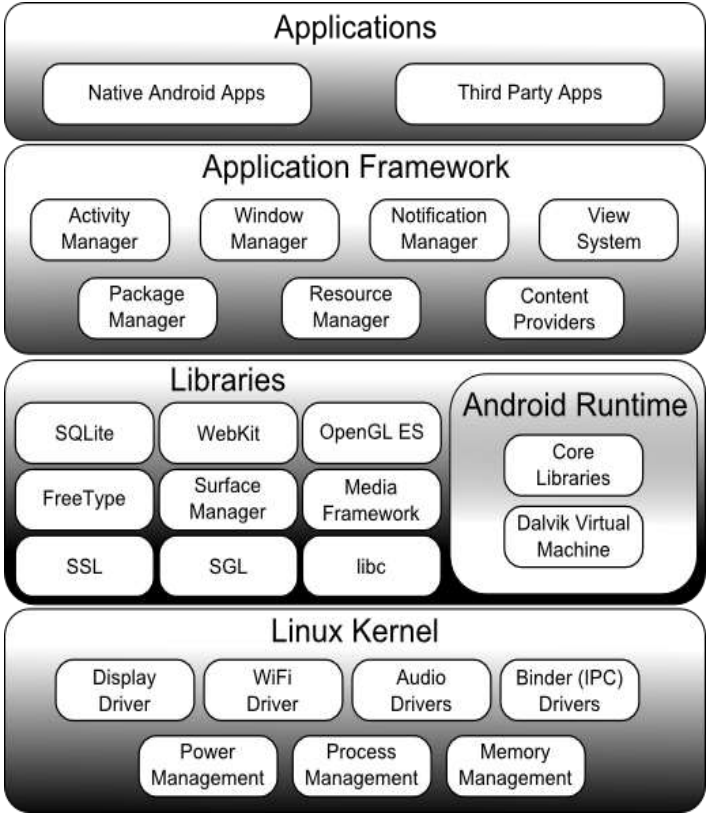 Applications
Native Android Apps
Third Party Apps
Application Framework
Activity
Manager
Window
Manager
Notification
Manager
View
System
Package
Manager
Resource
Manager
Content
Providers
Libraries
SQLite
WebKit
OpenGL ES
FreeType
Surface
Manager
Media
Framework
SSL
SGL
libc
Android Runtime
Core
Libraries
Dalvik Virtual
Machine
Linux Kernel
Display
Driver
WiFi
Driver
Audio
Drivers
Binder (IPC)
Drivers
Power
Management
Process
Management
Memory
Management